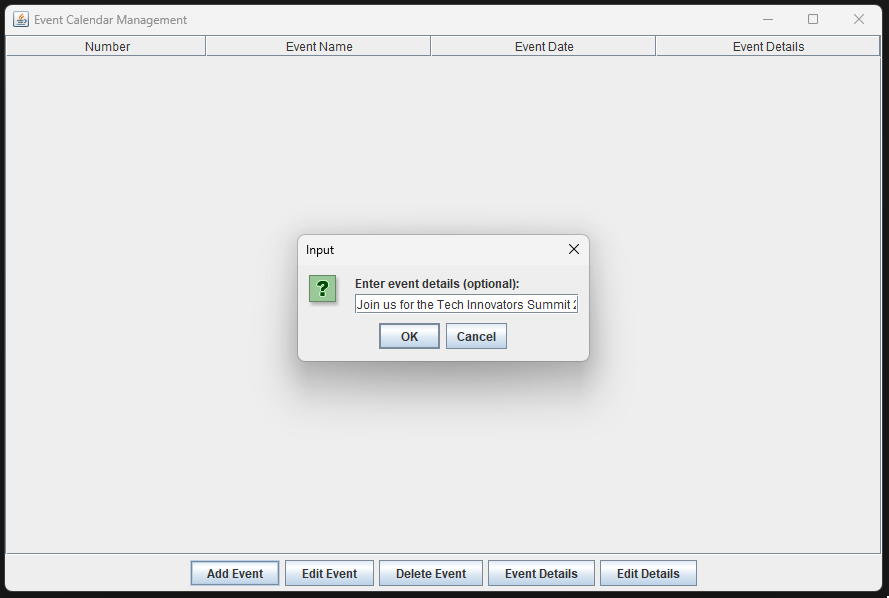 Event Calendar Management
Number Event Name Event Date Event Details
Input
?
Enter event details (optional):
Join us for the Tech Innovators Summit
OK Cancel
Add Event Edit Event Delete Event Event Details Edit Details